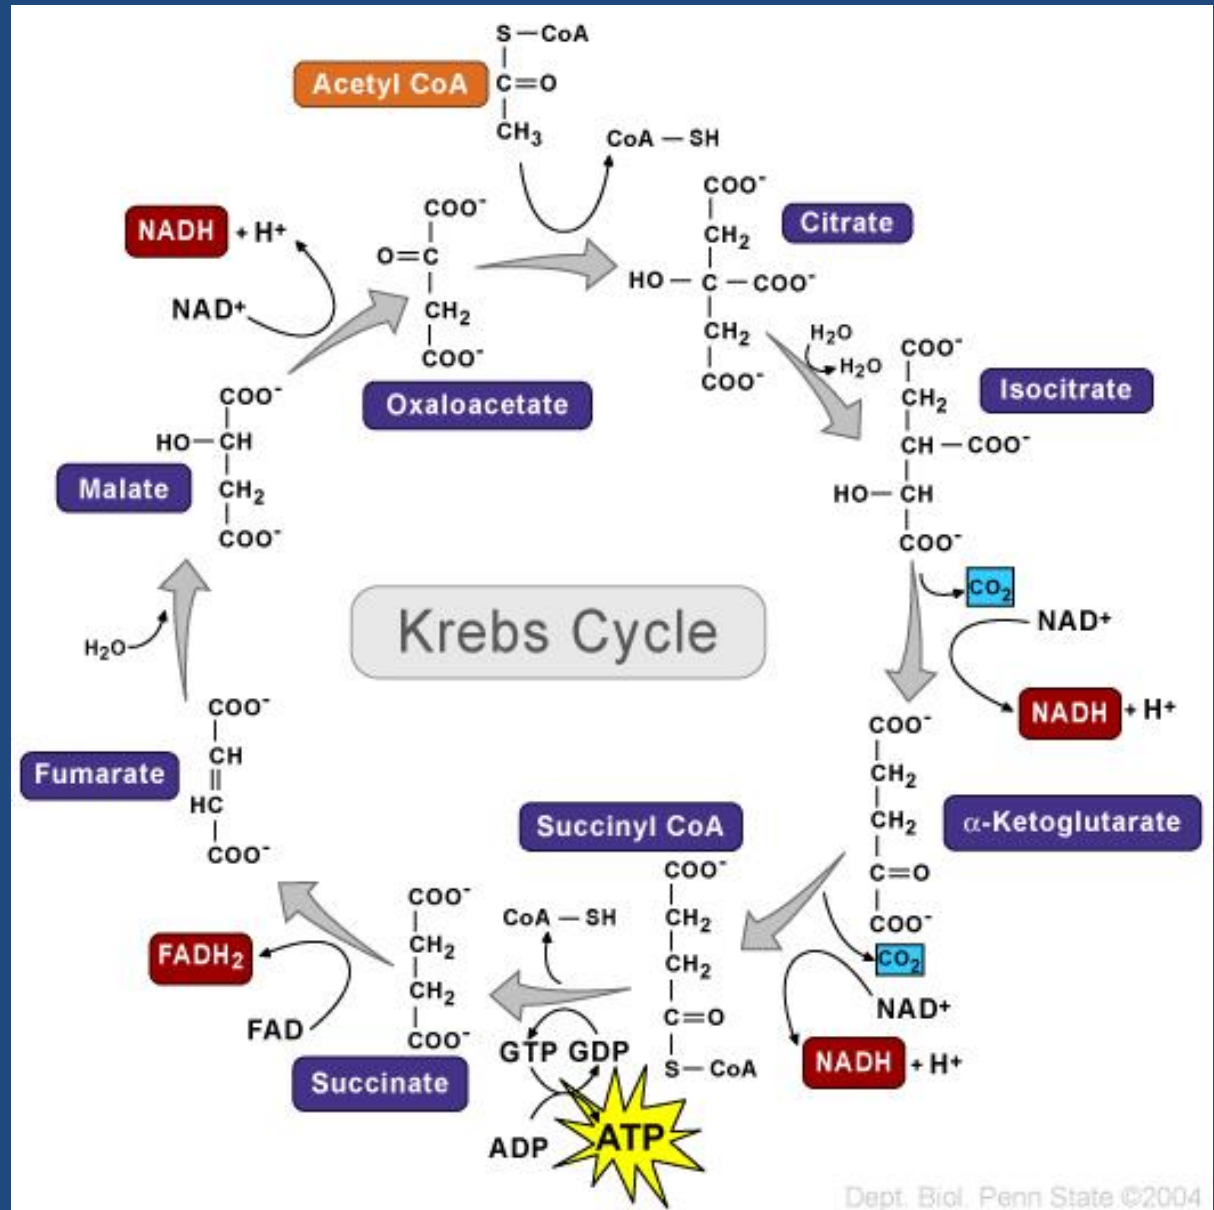 S—CoA
Acetyl CoA
C=O
CH₃
CoA — SH
COO⁻
CH₂
HO — C — COO⁻
CH₂
COO⁻
Citrate
H₂O
H₂O
COO⁻
CH₂
CH — COO⁻
HO — CH
COO⁻
Isocitrate
CO₂
NAD+
NADH + H+
COO⁻
CH₂
CH₂
C=O
COO⁻
α-Ketoglutarate
CO₂
NAD+
NADH + H+
Succinyl CoA
COO⁻
CH₂
CH₂
C=O
S — CoA
CoA — SH
GTP GDP
ADP
ATP
COO⁻
CH₂
CH₂
COO⁻
Succinate
FAD
FADH₂
COO⁻
CH
HC
COO⁻
Fumarate
H₂O
COO⁻
HO — CH
CH₂
COO⁻
Malate
NAD+
NADH + H+
COO⁻
O=C
CH₂
COO⁻
Oxaloacetate
Krebs Cycle
Dept. Biol. Penn State ©2004